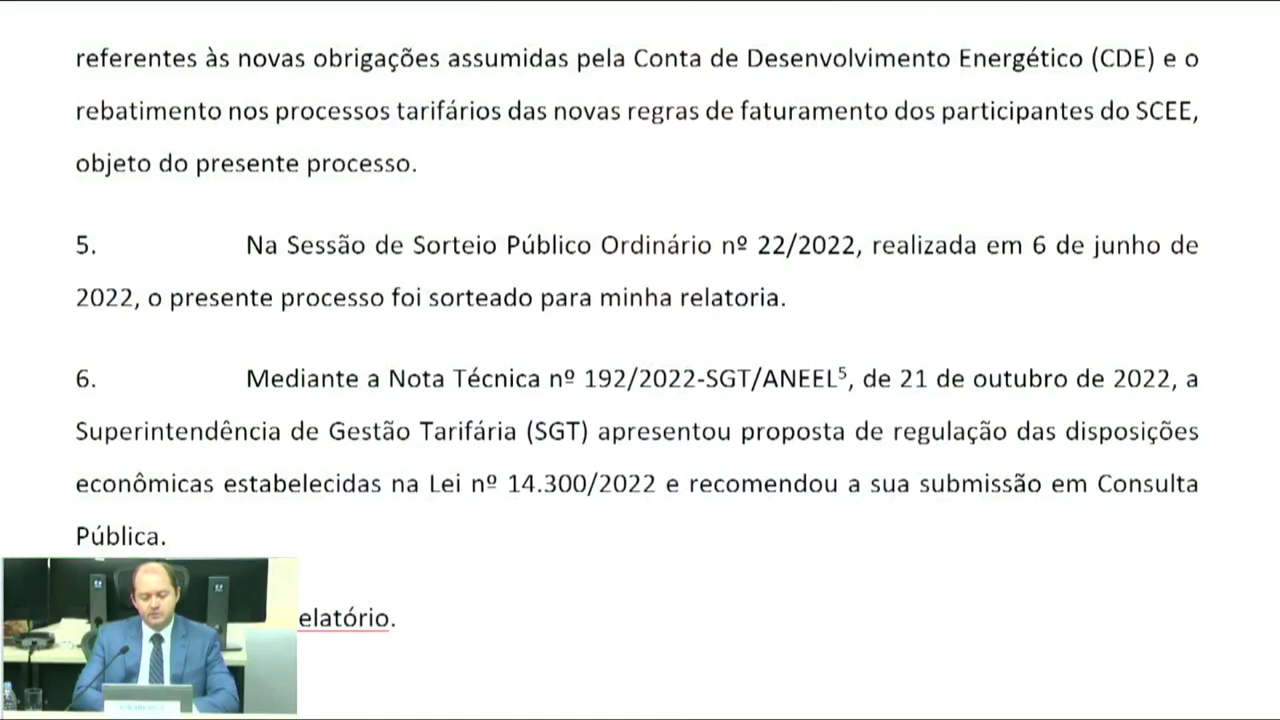 referentes às novas obrigações assumidas pela Conta de Desenvolvimento Energético (CDE) e o
rebatimento nos processos tarifários das novas regras de faturamento dos participantes do SCEE,
objeto do presente processo.
5. Na Sessão de Sorteio Público Ordinário nº 22/2022, realizada em 6 de junho de
2022, o presente processo foi sorteado para minha relatoria.
6. Mediante a Nota Técnica nº 192/2022-SGT/ANEEL⁵, de 21 de outubro de 2022, a
Superintendência de Gestão Tarifária (SGT) apresentou proposta de regulação das disposições
econômicas estabelecidas na Lei nº 14.300/2022 e recomendou a sua submissão em Consulta
Pública.
elatório.